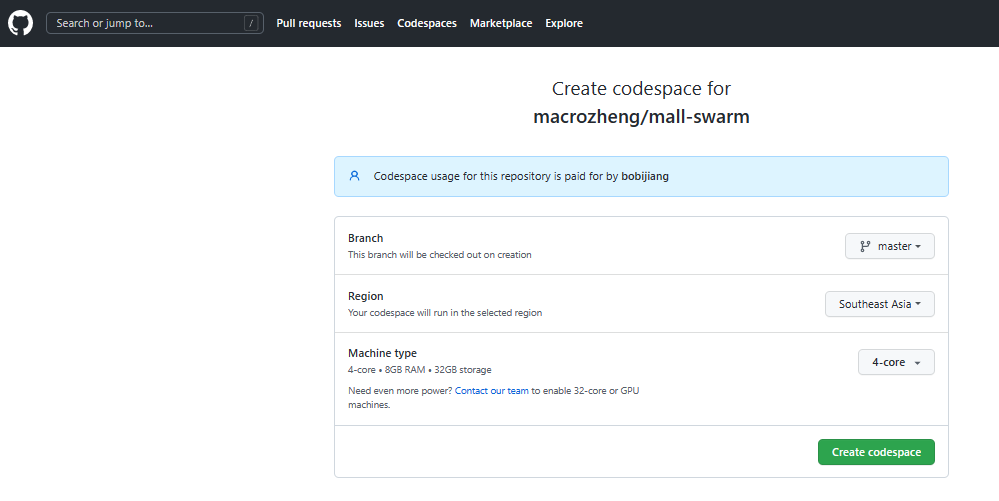 Search or jump to... /
Pull requests Issues Codespaces Marketplace Explore
Create codespace for
macrozheng/mall-swarm
Codespace usage for this repository is paid for by bobijiang
Branch
This branch will be checked out on creation
master
Region
Your codespace will run in the selected region
Southeast Asia
Machine type
4-core • 8GB RAM • 32GB storage
4-core
Need even more power? Contact our team to enable 32-core or GPU
machines.
Create codespace